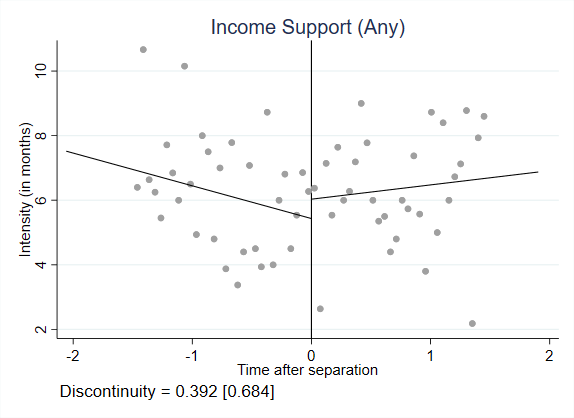 Income Support (Any)
Intensity (in months)
10
8
6
4
2
-2 -1 0 1 2
Time after separation
Discontinuity = 0.392 [0.684]